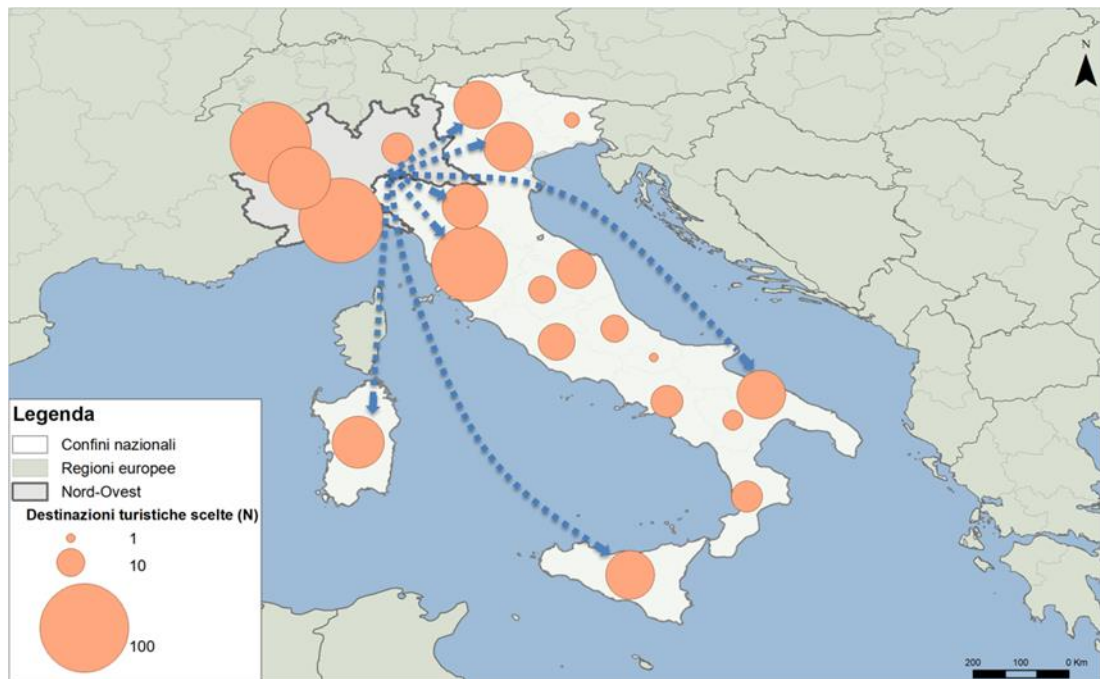 N
Legenda
Confini nazionali
Regioni europee
Nord-Ovest
Destinazioni turistiche scelte (N)
1
10
100
200 100 0 Km